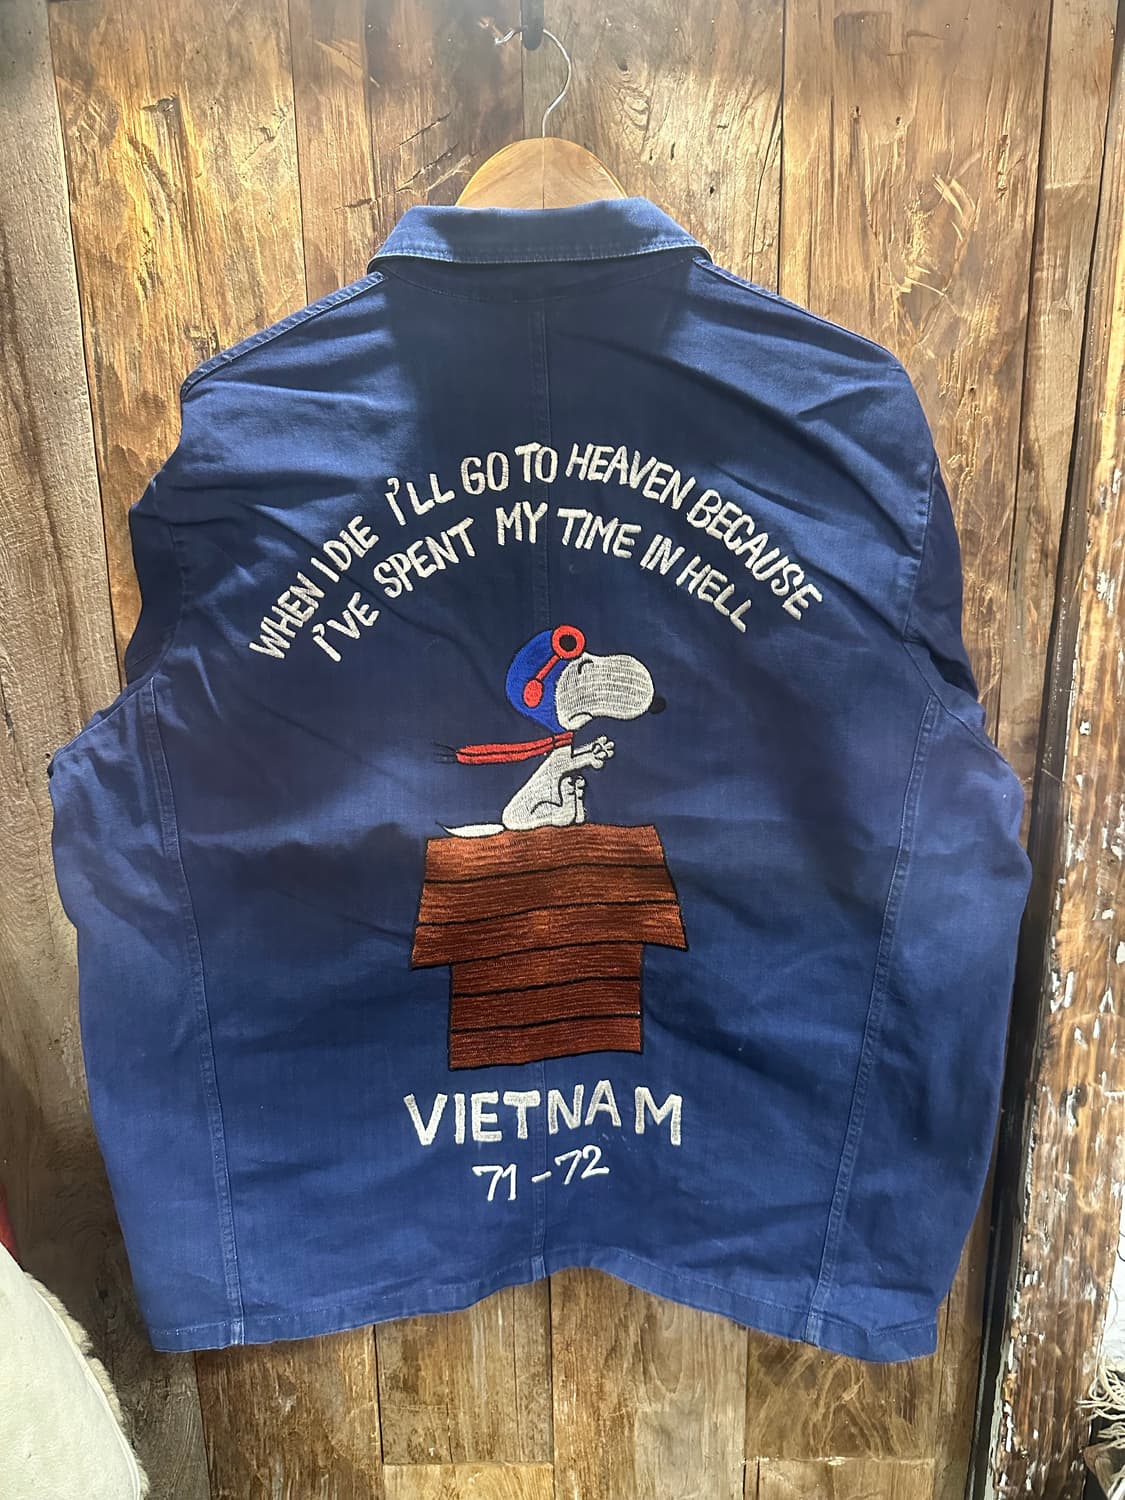 WHEN I DIE I'LL GO TO HEAVEN BECAUSE
I'VE SPENT MY TIME IN HELL
VIETNAM
71-72